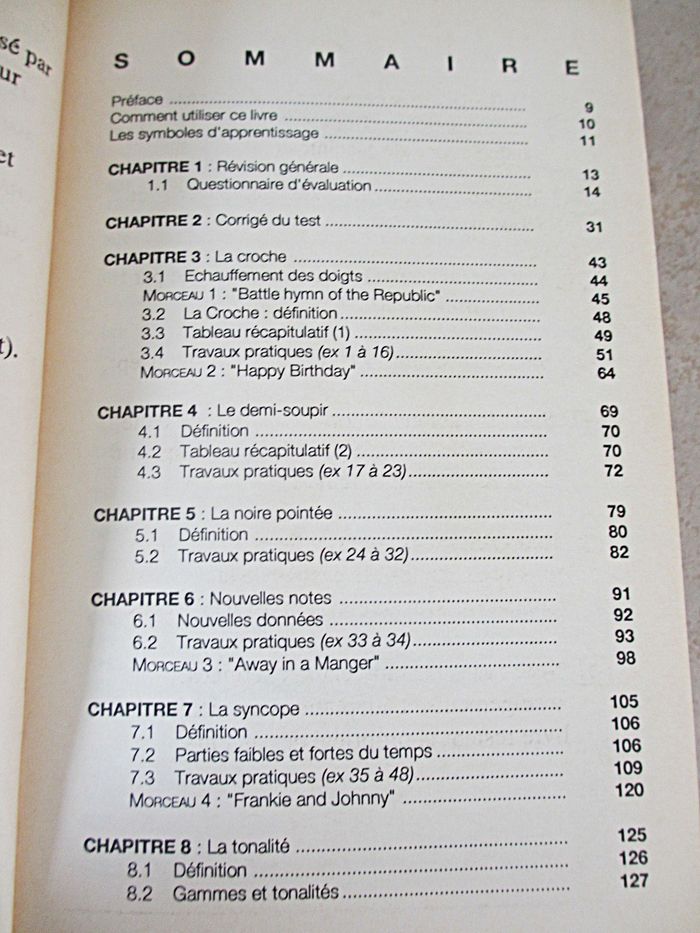 sé par
ur
et
t).
S O M M A I R E
Préface ........ 9
Comment utiliser ce livre ........ 10
Les symboles d'apprentissage ........ 11
CHAPITRE 1 : Révision générale ........ 13
1.1 Questionnaire d'évaluation ........ 14
CHAPITRE 2 : Corrigé du test ........ 31
CHAPITRE 3 : La croche ........ 43
3.1 Echauffement des doigts ........ 44
MORCEAU 1 : "Battle hymn of the Republic" ........ 45
3.2 La Croche : définition ........ 48
3.3 Tableau récapitulatif (1) ........ 49
3.4 Travaux pratiques (ex 1 à 16) ........ 51
MORCEAU 2 : "Happy Birthday" ........ 64
CHAPITRE 4 : Le demi-soupir ........ 69
4.1 Définition ........ 70
4.2 Tableau récapitulatif (2) ........ 70
4.3 Travaux pratiques (ex 17 à 23) ........ 72
CHAPITRE 5 : La noire pointée ........ 79
5.1 Définition ........ 80
5.2 Travaux pratiques (ex 24 à 32) ........ 82
CHAPITRE 6 : Nouvelles notes ........ 91
6.1 Nouvelles données ........ 92
6.2 Travaux pratiques (ex 33 à 34) ........ 93
MORCEAU 3 : "Away in a Manger" ........ 98
CHAPITRE 7 : La syncope ........ 105
7.1 Définition ........ 106
7.2 Parties faibles et fortes du temps ........ 106
7.3 Travaux pratiques (ex 35 à 48) ........ 109
MORCEAU 4 : "Frankie and Johnny" ........ 120
CHAPITRE 8 : La tonalité ........ 125
8.1 Définition ........ 126
8.2 Gammes et tonalités ........ 127